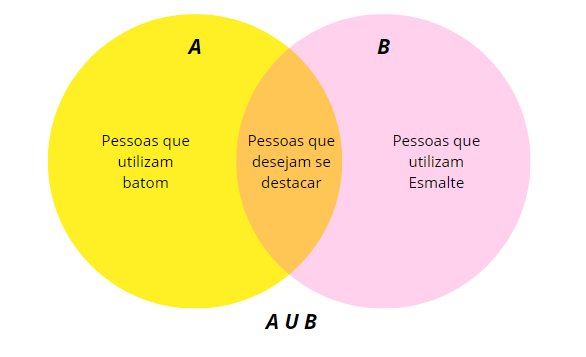 A
B
Pessoas que
utilizam
batom
Pessoas que
desejam se
destacar
Pessoas que
utilizam
Esmalte
A U B